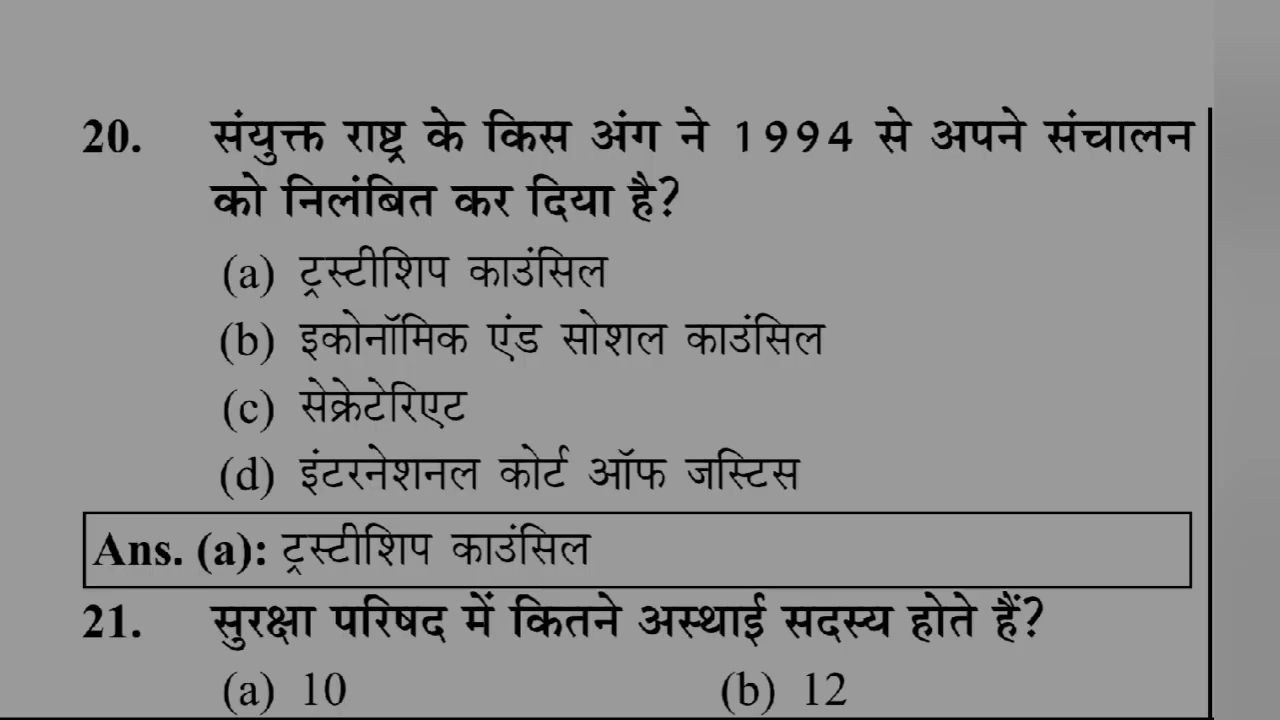 20. संयुक्त राष्ट्र के किस अंग ने 1994 से अपने संचालन
को निलंबित कर दिया है?
(a) ट्रस्टीशिप काउंसिल
(b) इकोनॉमिक एंड सोशल काउंसिल
(c) सेक्रेटेरिएट
(d) इंटरनेशनल कोर्ट ऑफ जस्टिस
Ans. (a): ट्रस्टीशिप काउंसिल
21. सुरक्षा परिषद में कितने अस्थाई सदस्य होते हैं?
(a) 10 (b) 12